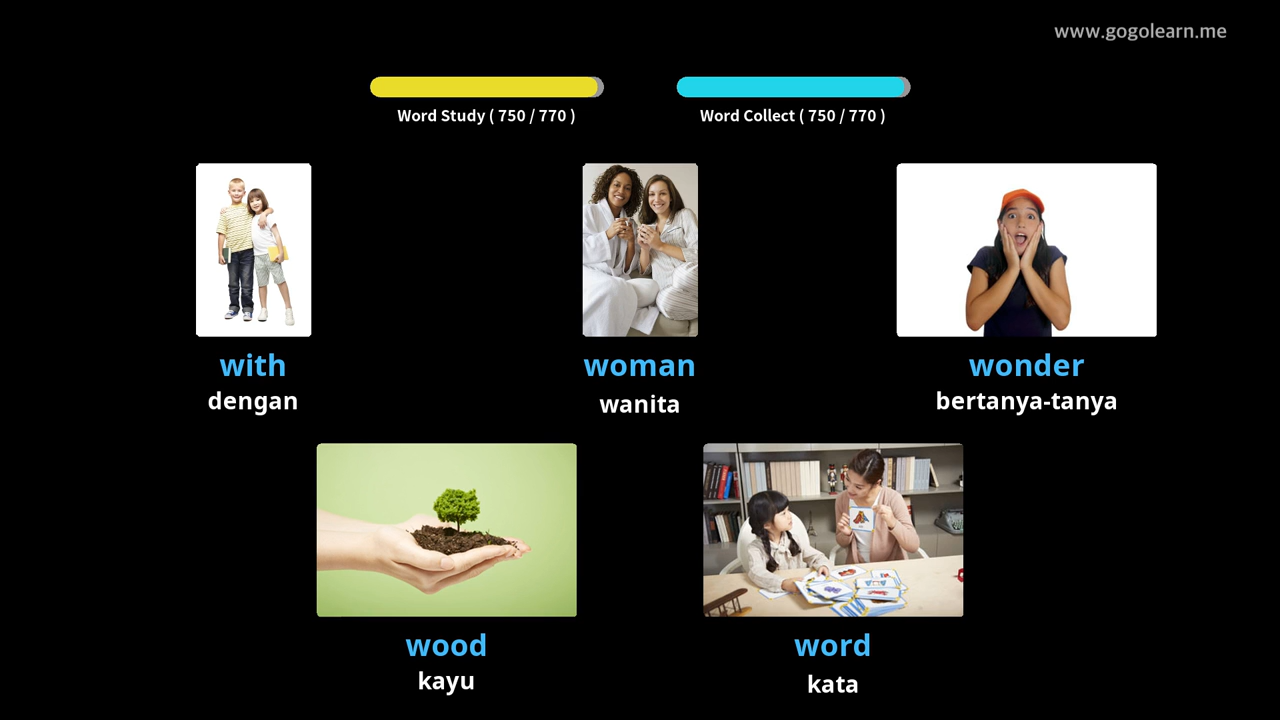 www.gogolearn.me
Word Study ( 750 / 770 )
Word Collect ( 750 / 770 )
with
dengan
woman
wanita
wonder
bertanya-tanya
wood
kayu
word
kata